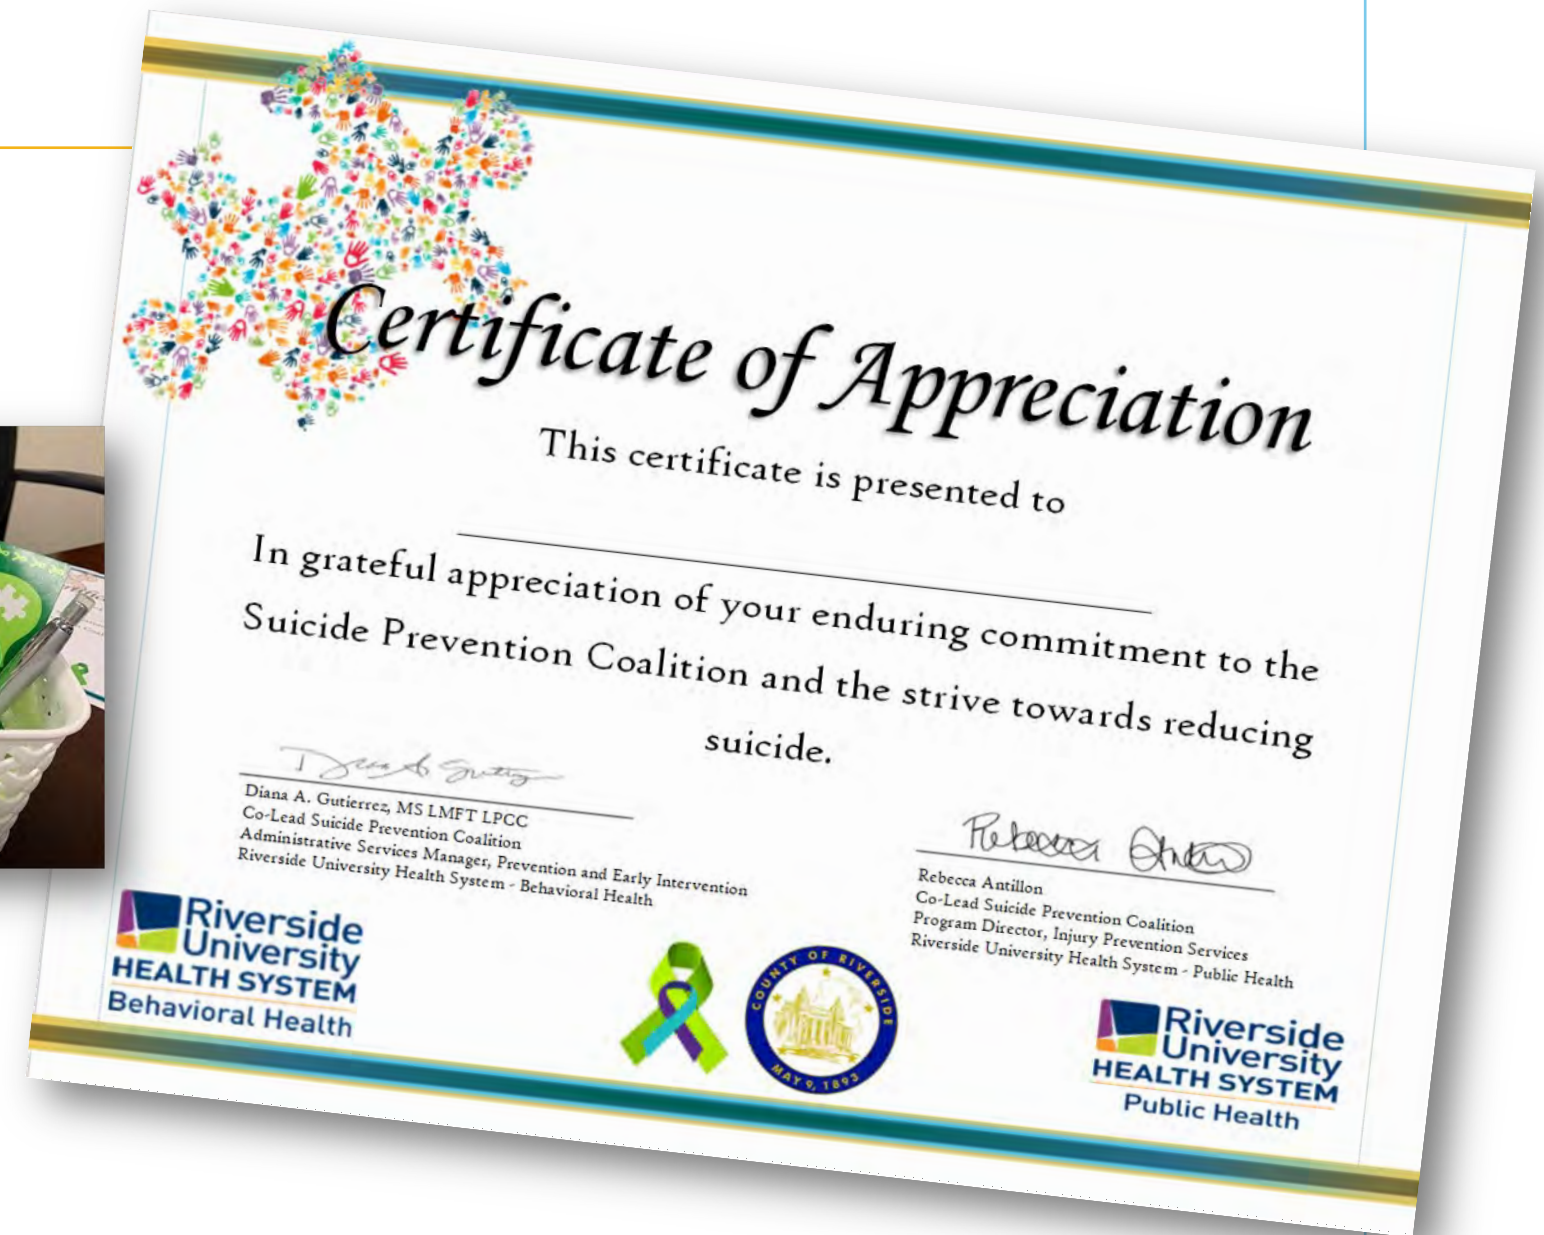 Certificate of Appreciation
This certificate is presented to
In grateful appreciation of your enduring commitment to the
Suicide Prevention Coalition and the strive towards reducing
suicide.
Diana A. Gutierrez, MS LMFT LPCC
Co-Lead Suicide Prevention Coalition
Administrative Services Manager, Prevention and Early Intervention
Riverside University Health System - Behavioral Health
Rebecca Antillon
Rebecca Antillon
Co-Lead Suicide Prevention Coalition
Program Director, Injury Prevention Services
Riverside University Health System - Public Health
Riverside
University
HEALTH SYSTEM
Behavioral Health
COUNTY OF RIVERSIDE
MAY 9, 1893
Riverside
University
HEALTH SYSTEM
Public Health